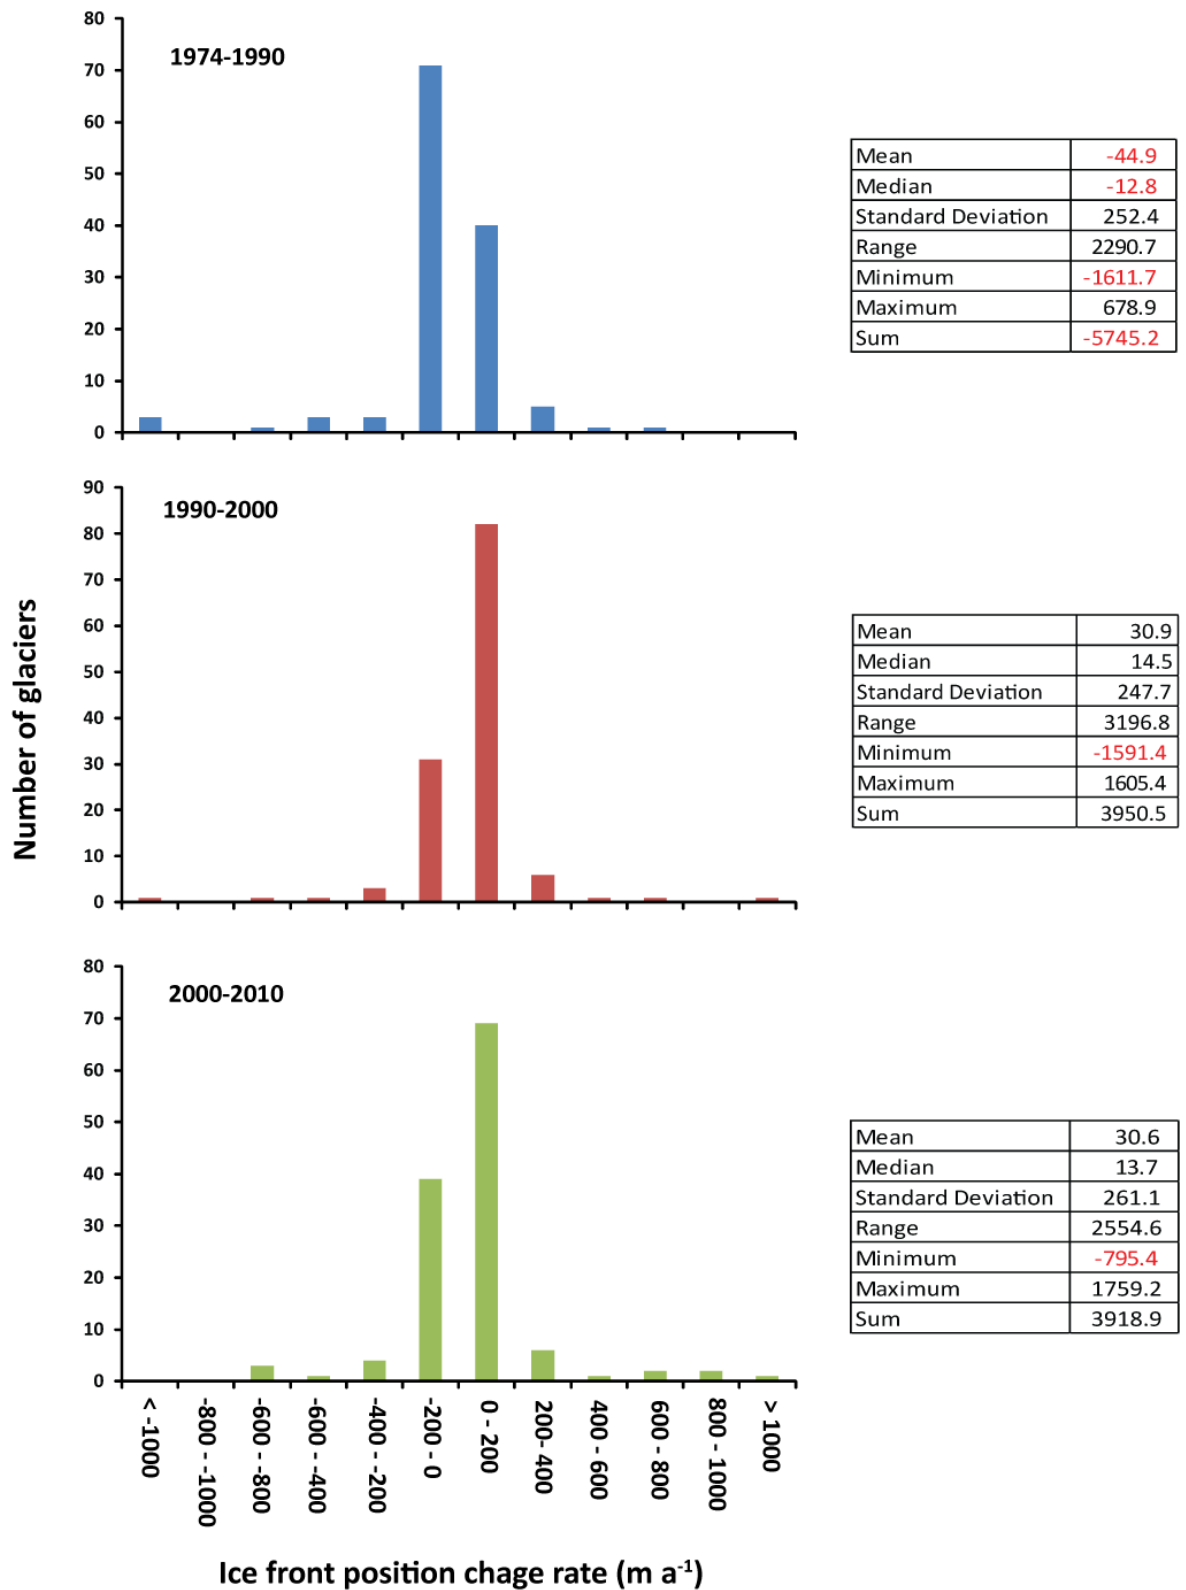 80
1974-1990
70
60
50
40
30
20
10
0
Mean -44.9
Median -12.8
Standard Deviation 252.4
Range 2290.7
Minimum -1611.7
Maximum 678.9
Sum -5745.2
90
1990-2000
80
70
60
50
40
30
20
10
0
Mean 30.9
Median 14.5
Standard Deviation 247.7
Range 3196.8
Minimum -1591.4
Maximum 1605.4
Sum 3950.5
Number of glaciers
80
2000-2010
70
60
50
40
30
20
10
0
Mean 30.6
Median 13.7
Standard Deviation 261.1
Range 2554.6
Minimum -795.4
Maximum 1759.2
Sum 3918.9
< -1000
-800 - -1000
-600 - -800
-600 - -400
-400 - -200
-200 - 0
0 - 200
200- 400
400 - 600
600 - 800
800 - 1000
> 1000
Ice front position chage rate (m a⁻¹)